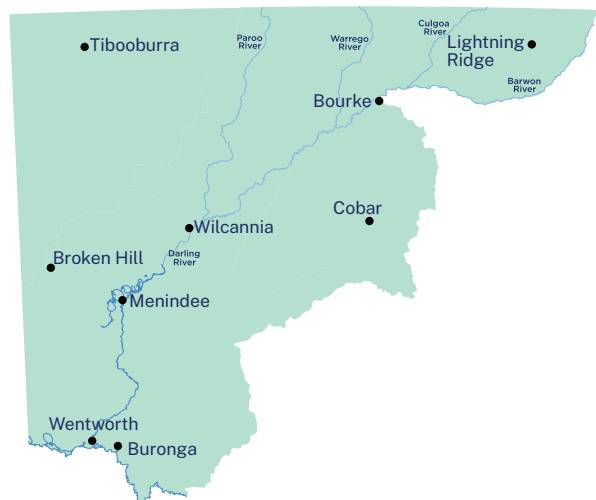 Tibooburra
Paroo
River
Warrego
River
Culgoa
River
Lightning
Ridge
Barwon
River
Bourke
Cobar
Wilcannia
Darling
River
Broken Hill
Menindee
Wentworth
Buronga